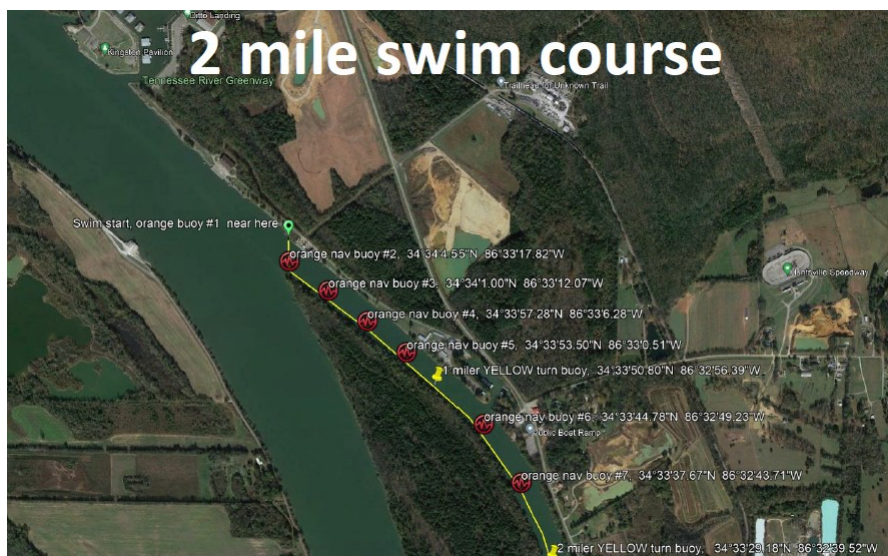 Ditto Landing
2 mile swim course
Kingston Pavilion
Tennessee River Greenway
Trailhead for Unknown Trail
Swim start, orange buoy #1 near here
orange nav buoy #2, 34°34'4.55"N 86°33'17.82"W
orange nav buoy #3, 34°34'1.00"N 86°33'12.07"W
Huntsville Speedway
orange nav buoy #4, 34°33'57.28"N 86°33'6.28"W
orange nav buoy #5, 34°33'53.50"N 86°33'0.51"W
1 miler YELLOW turn buoy, 34°33'50.80"N 86°32'56.39"W
orange nav buoy #6, 34°33'44.78"N 86°32'49.23"W
Public Boat Ramp
orange nav buoy #7, 34°33'37.67"N 86°32'43.71"W
2 miler YELLOW turn buoy, 34°33'29.18"N 86°32'39.52"W